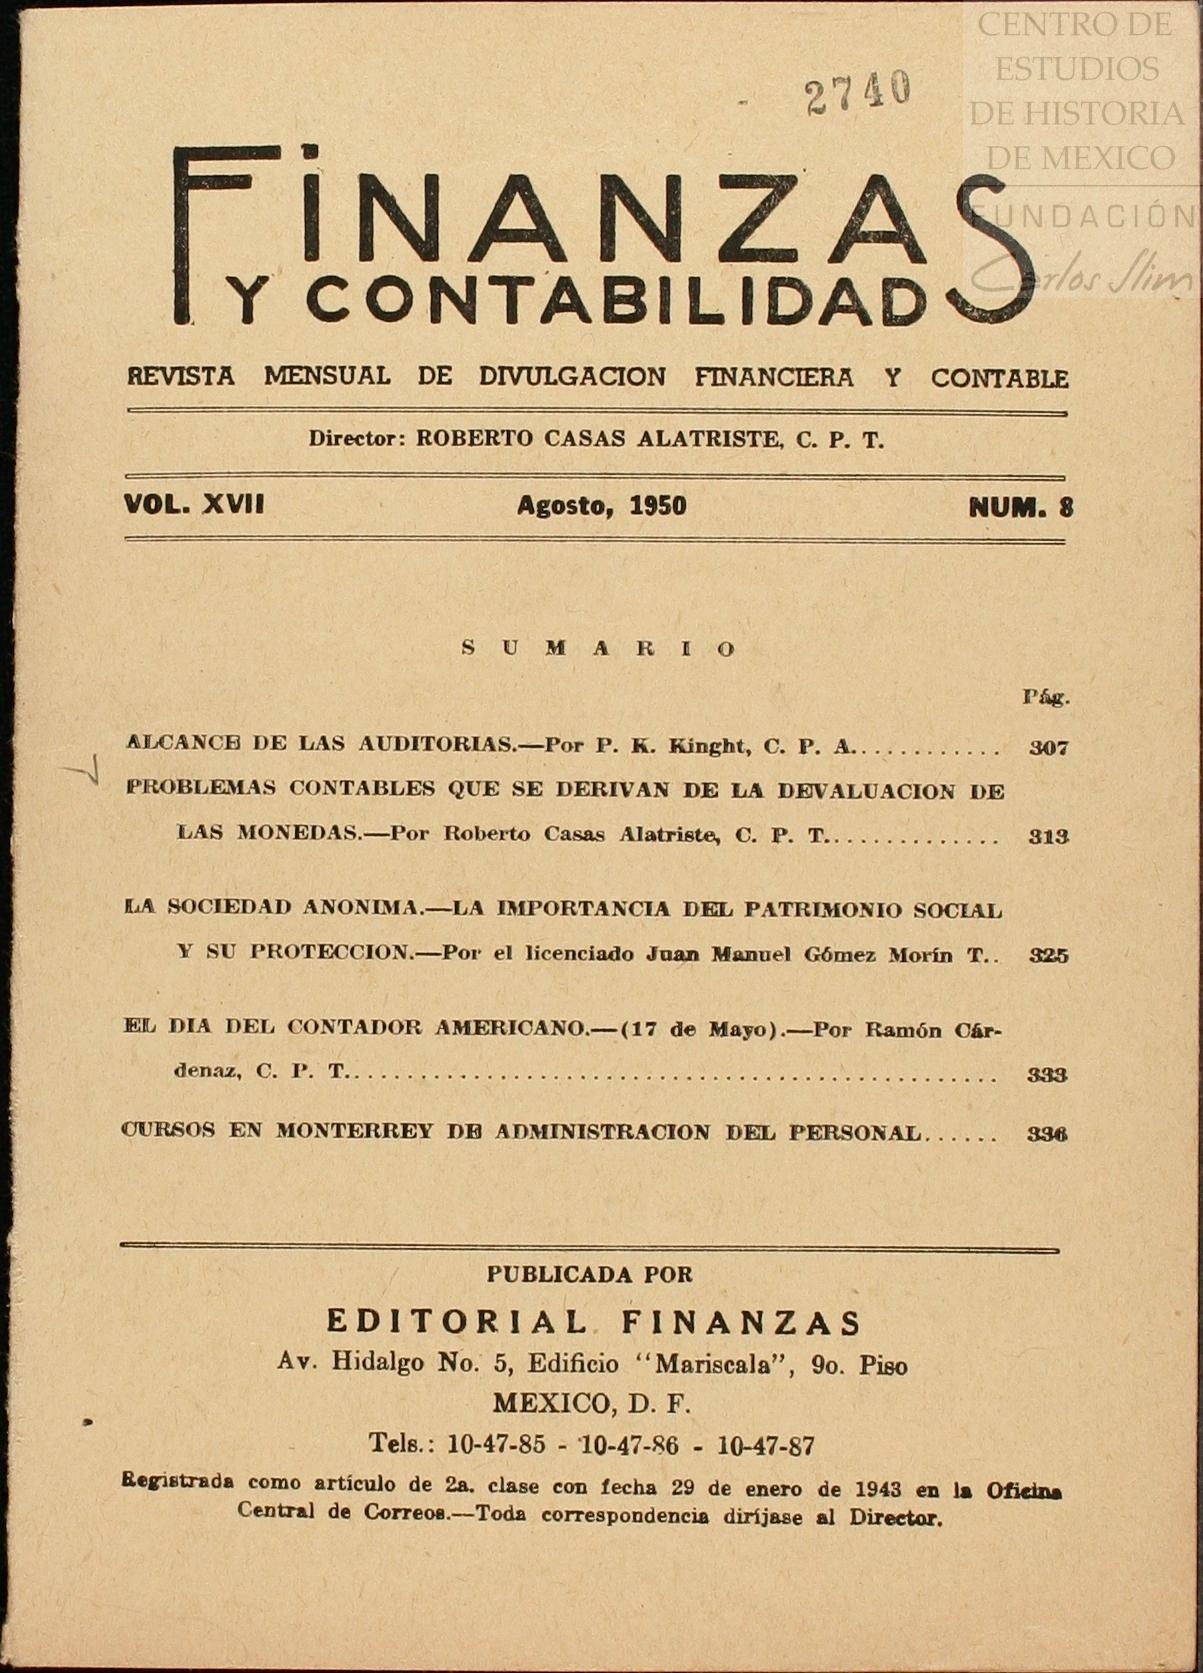 CENTRO DE
ESTUDIOS
DE HISTORIA
DE MEXICO
FUNDACIÓN
Carlos Slim
2740
FINANZAS
Y CONTABILIDAD
REVISTA MENSUAL DE DIVULGACION FINANCIERA Y CONTABLE
Director: ROBERTO CASAS ALATRISTE, C. P. T.
VOL. XVII Agosto, 1950 NUM. 8
SUMARIO
Pág.
ALCANCE DE LAS AUDITORIAS.—Por P. K. Kinght, C. P. A............. 307
PROBLEMAS CONTABLES QUE SE DERIVAN DE LA DEVALUACION DE
LAS MONEDAS.—Por Roberto Casas Alatriste, C. P. T............... 313
LA SOCIEDAD ANONIMA.—LA IMPORTANCIA DEL PATRIMONIO SOCIAL
Y SU PROTECCION.—Por el licenciado Juan Manuel Gómez Morín T.. 325
EL DIA DEL CONTADOR AMERICANO.—(17 de Mayo).—Por Ramón Cár-
denaz, C. P. T.................................................. 333
CURSOS EN MONTERREY DE ADMINISTRACION DEL PERSONAL...... 336
PUBLICADA POR
EDITORIAL FINANZAS
Av. Hidalgo No. 5, Edificio "Mariscala", 9o. Piso
MEXICO, D. F.
Tels.: 10-47-85 - 10-47-86 - 10-47-87
Registrada como artículo de 2a. clase con fecha 29 de enero de 1943 en la Oficina
Central de Correos.—Toda correspondencia diríjase al Director.